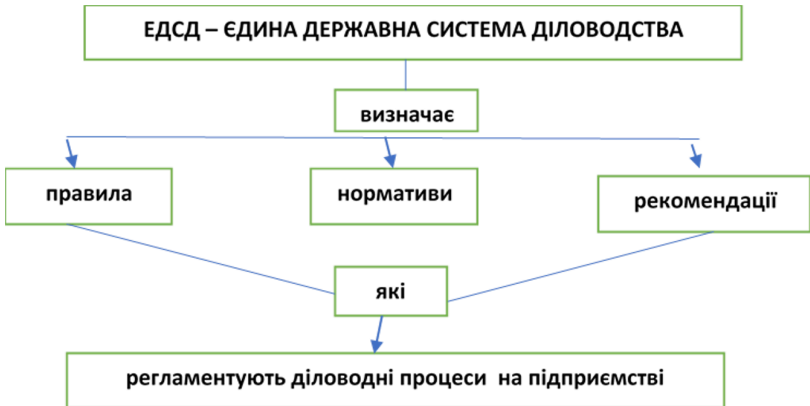 ЕДСД – ЄДИНА ДЕРЖАВНА СИСТЕМА ДІЛОВОДСТВА
визначає
правила
нормативи
рекомендації
які
регламентують діловодні процеси на підприємстві